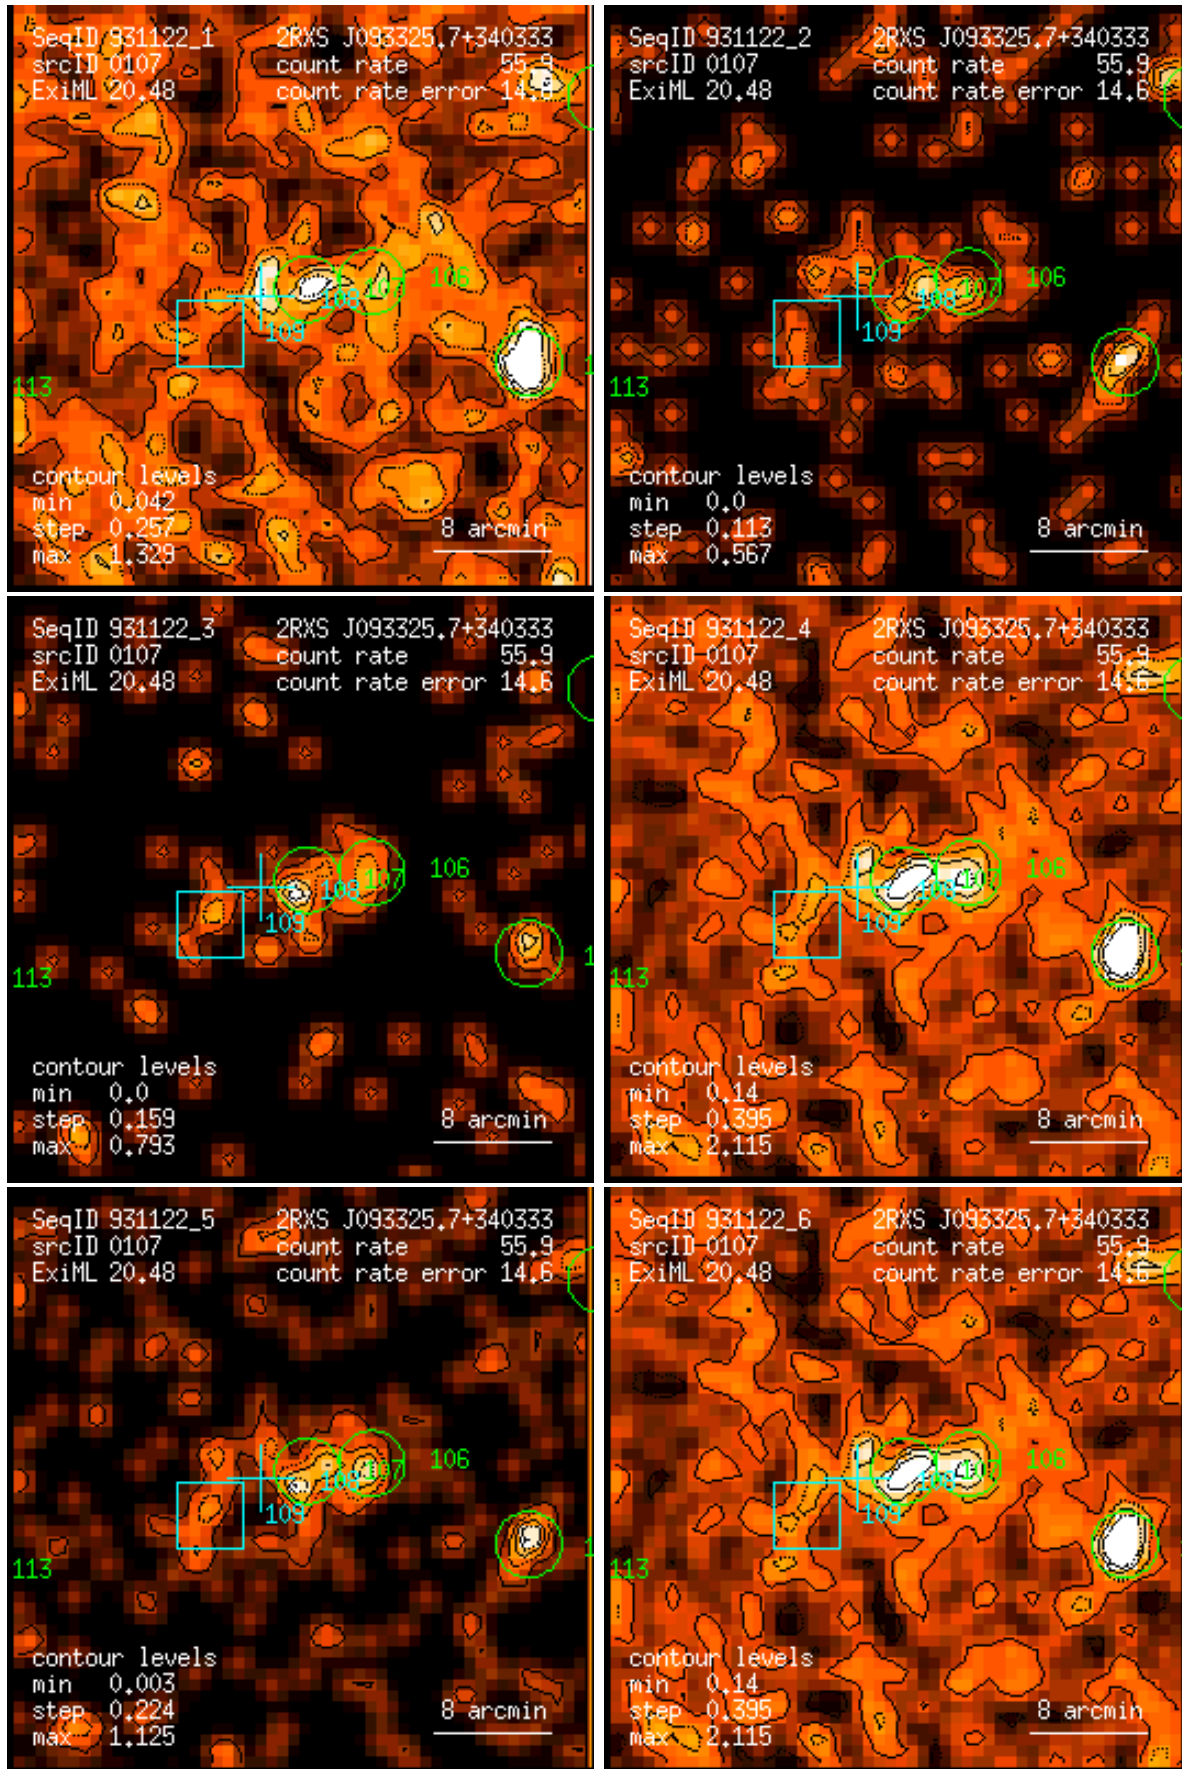 SeqID 931122_1 2RXS J093325.7+340333
srcID 0107 count rate 55.9
ExiML 20.48 count rate error 14.6
106
108 107
109
1
113
contour levels
min 0.042
step 0.257
max 1.329
8 arcmin
SeqID 931122_2 2RXS J093325.7+340333
srcID 0107 count rate 55.9
ExiML 20.48 count rate error 14.6
106
108 107
109
113
contour levels
min 0.0
step 0.113
max 0.567
8 arcmin
SeqID 931122_3 2RXS J093325.7+340333
srcID 0107 count rate 55.9
ExiML 20.48 count rate error 14.6
106
108 107
109
1
113
contour levels
min 0.0
step 0.159
max 0.793
8 arcmin
SeqID 931122_4 2RXS J093325.7+340333
srcID 0107 count rate 55.9
ExiML 20.48 count rate error 14.6
106
108 107
109
113
contour levels
min 0.14
step 0.395
max 2.115
8 arcmin
SeqID 931122_5 2RXS J093325.7+340333
srcID 0107 count rate 55.9
ExiML 20.48 count rate error 14.6
106
108 107
109
1
113
contour levels
min 0.003
step 0.224
max 1.125
8 arcmin
SeqID 931122_6 2RXS J093325.7+340333
srcID 0107 count rate 55.9
ExiML 20.48 count rate error 14.6
106
108 107
109
113
contour levels
min 0.14
step 0.395
max 2.115
8 arcmin